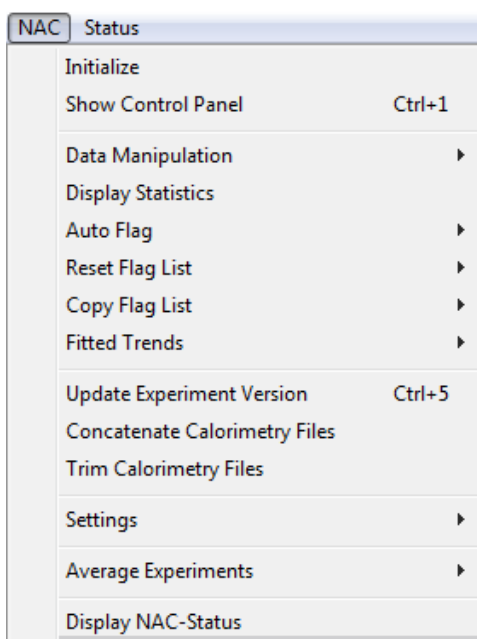 NAC Status
Initialize
Show Control Panel Ctrl+1
Data Manipulation
Display Statistics
Auto Flag
Reset Flag List
Copy Flag List
Fitted Trends
Update Experiment Version Ctrl+5
Concatenate Calorimetry Files
Trim Calorimetry Files
Settings
Average Experiments
Display NAC-Status